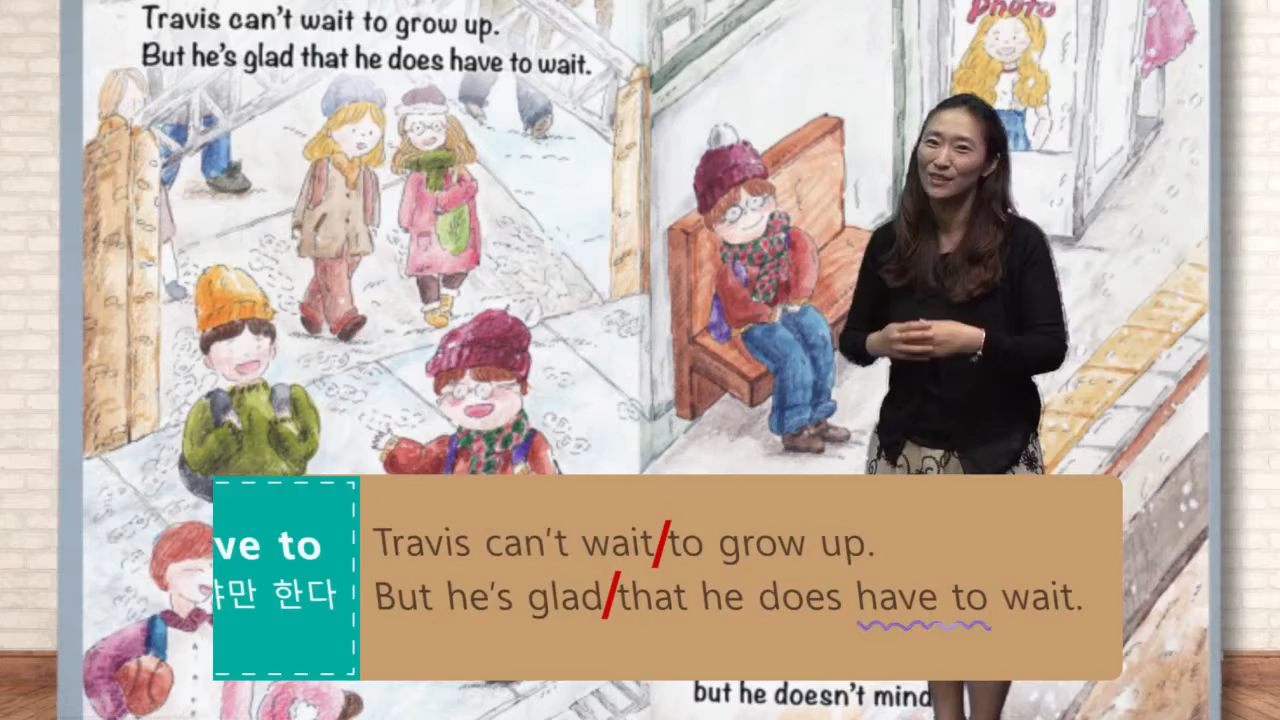 Travis can't wait to grow up.
But he's glad that he does have to wait.
Photo
ve to
만 한다
Travis can't wait/to grow up.
But he's glad/that he does have to wait.
but he doesn't mind